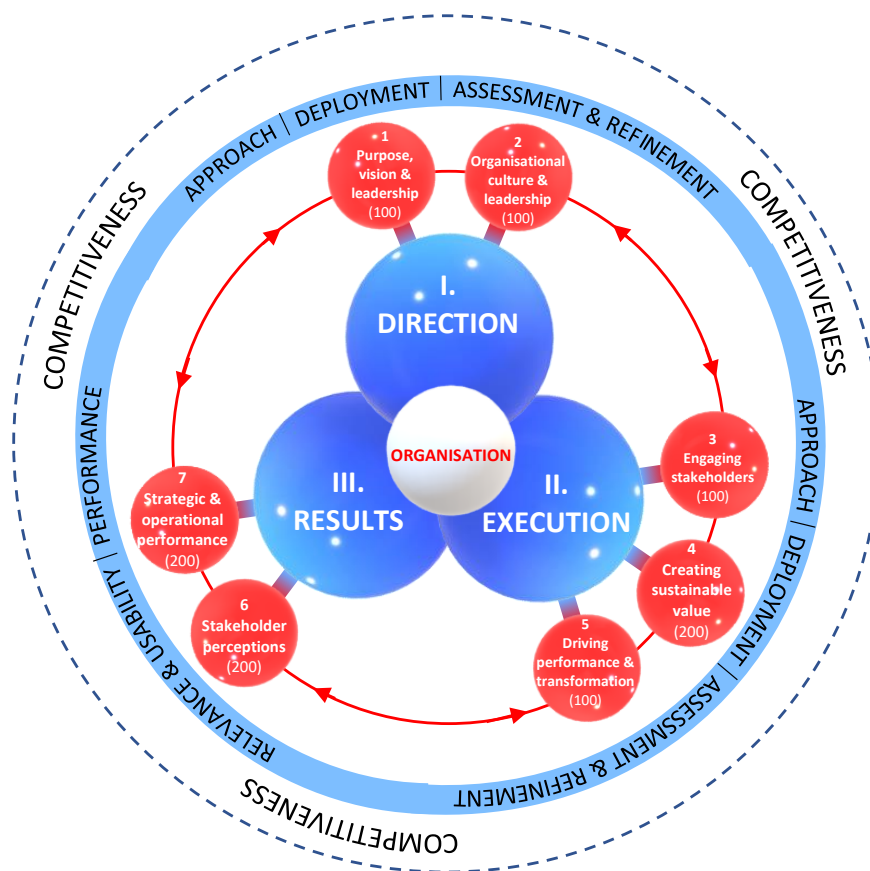 APPROACH | DEPLOYMENT | ASSESSMENT & REFINEMENT
COMPETITIVENESS
COMPETITIVENESS
1
Purpose,
vision &
leadership
(100)
2
Organisational
culture &
leadership
(100)
I.
DIRECTION
ORGANISATION
III.
RESULTS
II.
EXECUTION
3
Engaging
stakeholders
(100)
4
Creating
sustainable
value
(200)
5
Driving
performance &
transformation
(100)
6
Stakeholder
perceptions
(200)
7
Strategic &
operational
performance
(200)
APPROACH | DEPLOYMENT | ASSESSMENT & REFINEMENT
RELEVANCE & USABILITY | PERFORMANCE
COMPETITIVENESS